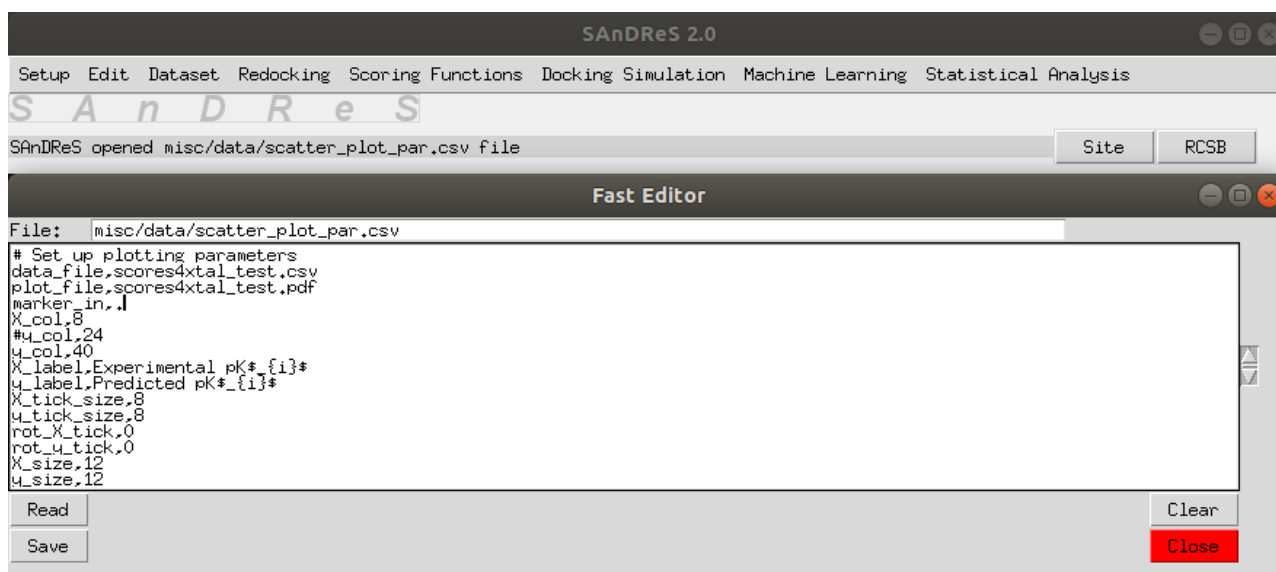 SAnDReS 2.0
Setup Edit Dataset Redocking Scoring Functions Docking Simulation Machine Learning Statistical Analysis
S A n D R e S
SAnDReS opened misc/data/scatter_plot_par.csv file
Site RCSB
Fast Editor
File: misc/data/scatter_plot_par.csv
# Set up plotting parameters
data_file,scores4xtal_test.csv
plot_file,scores4xtal_test.pdf
marker_in,.
X_col,8
#y_col,24
y_col,40
X_label,Experimental pK$_{i}$
y_label,Predicted pK$_{i}$
X_tick_size,8
y_tick_size,8
rot_X_tick,0
rot_y_tick,0
X_size,12
y_size,12
Read Clear
Save Close